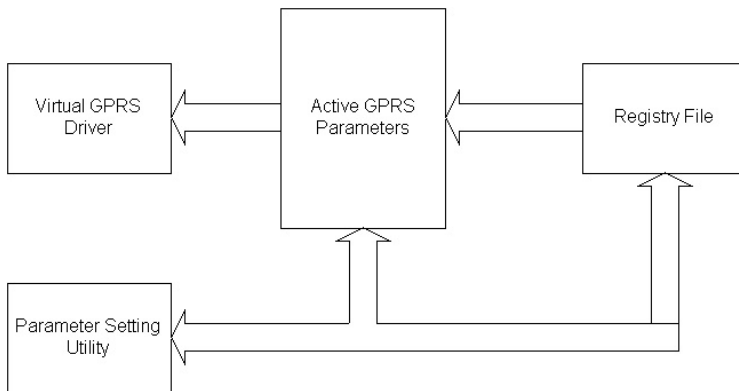 Virtual GPRS
Driver
Active GPRS
Parameters
Registry File
Parameter Setting
Utility